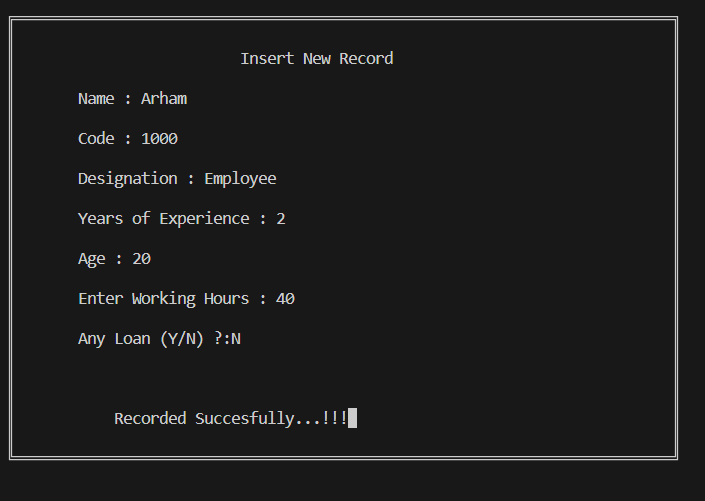 Insert New Record
Name : Arham
Code : 1000
Designation : Employee
Years of Experience : 2
Age : 20
Enter Working Hours : 40
Any Loan (Y/N) ?:N
Recorded Succesfully...!!!